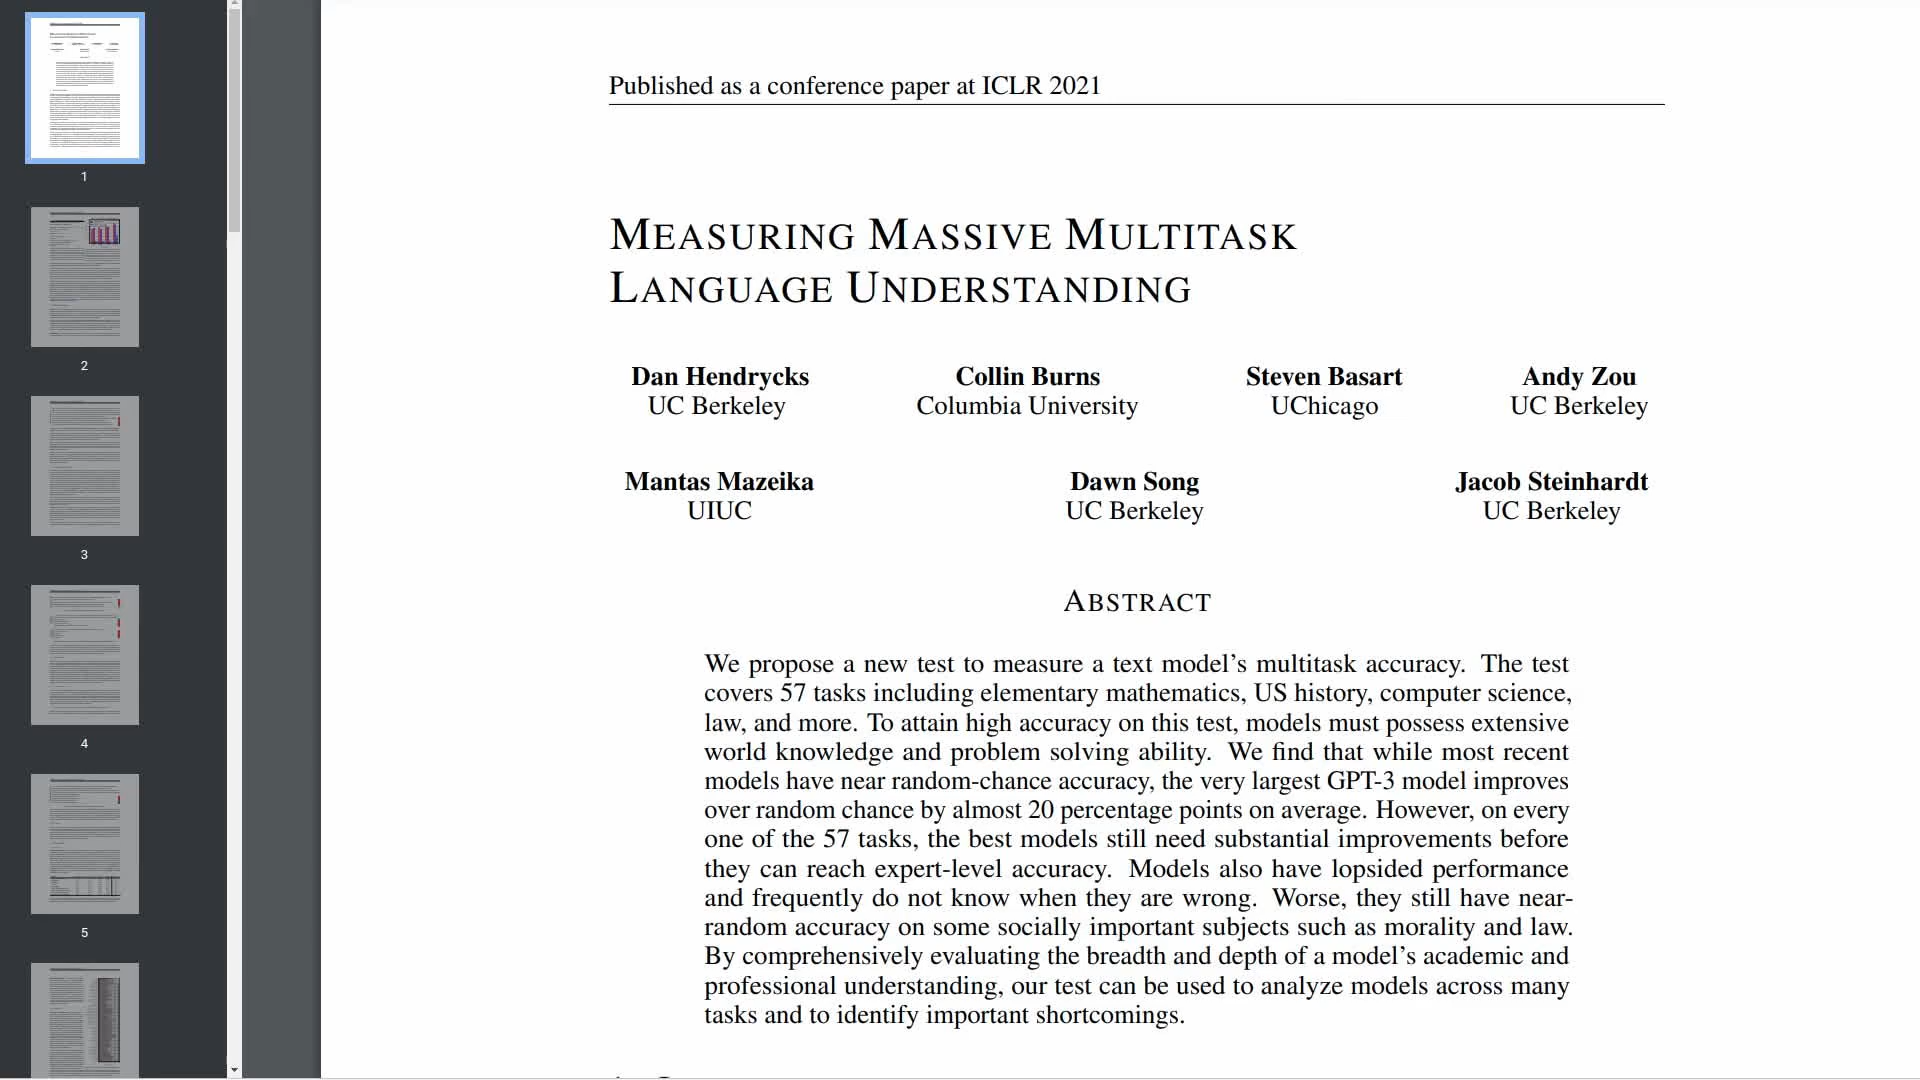 1
2
3
4
5
Published as a conference paper at ICLR 2021
MEASURING MASSIVE MULTITASK
LANGUAGE UNDERSTANDING
Dan Hendrycks Collin Burns Steven Basart Andy Zou
UC Berkeley Columbia University UChicago UC Berkeley
Mantas Mazeika Dawn Song Jacob Steinhardt
UIUC UC Berkeley UC Berkeley
ABSTRACT
We propose a new test to measure a text model’s multitask accuracy. The test
covers 57 tasks including elementary mathematics, US history, computer science,
law, and more. To attain high accuracy on this test, models must possess extensive
world knowledge and problem solving ability. We find that while most recent
models have near random-chance accuracy, the very largest GPT-3 model improves
over random chance by almost 20 percentage points on average. However, on every
one of the 57 tasks, the best models still need substantial improvements before
they can reach expert-level accuracy. Models also have lopsided performance
and frequently do not know when they are wrong. Worse, they still have near-
random accuracy on some socially important subjects such as morality and law.
By comprehensively evaluating the breadth and depth of a model’s academic and
professional understanding, our test can be used to analyze models across many
tasks and to identify important shortcomings.